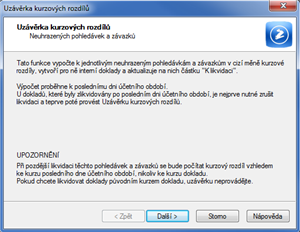 Uzávěrka kurzových rozdílů
Uzávěrka kurzových rozdílů
Neuhrazených pohledávek a závazků
Tato funkce vypočte k jednotlivým neuhrazeným pohledávkám a závazkům v cizí měně kurzové
rozdíly, vytvoří pro ně interní doklady a aktualizuje na nich částku "K likvidaci".
Výpočet proběhne k poslednímu dni účetního období.
U dokladů, které byly zlikvidovány po posledním dni účetního období, je nejprve nutné zrušit
likvidaci a teprve poté provést Uzávěrku kurzových rozdílů.
UPOZORNĚNÍ
Při pozdější likvidaci těchto pohledávek a závazků se bude počítat kurzový rozdíl vzhledem
ke kurzu posledního dne účetního období, nikoliv ke kurzu dokladu.
Pokud chcete likvidovat doklady původním kurzem dokladu, uzávěrku neprovádějte.
< Zpět Další > Storno Nápověda